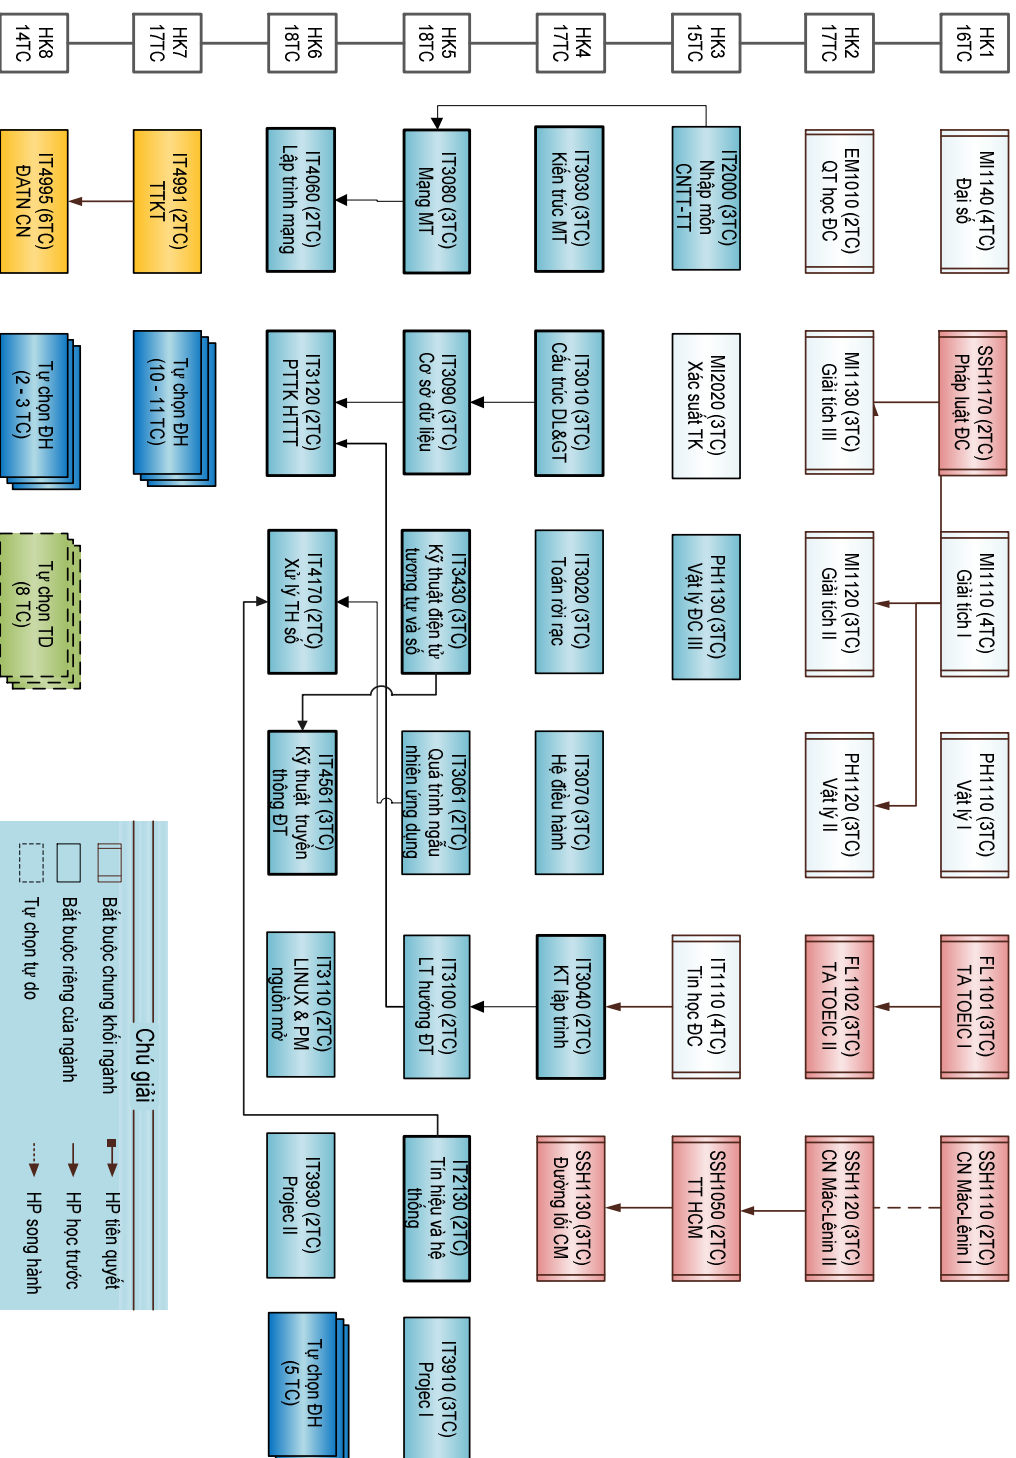 HK1
16TC
MI1140 (4TC)
Đại số
SSH1170 (2TC)
Pháp luật ĐC
MI1110 (4TC)
Giải tích I
PH1110 (3TC)
Vật lý I
FL1101 (3TC)
TA TOEIC I
SSH1110 (2TC)
CN Mác-Lênin I
HK2
17TC
EM1010 (2TC)
QT học ĐC
MI1130 (3TC)
Giải tích III
MI1120 (3TC)
Giải tích II
PH1120 (3TC)
Vật lý II
FL1102 (3TC)
TA TOEIC II
SSH1120 (3TC)
CN Mác-Lênin II
HK3
15TC
IT2000 (3TC)
Nhập môn
CNTT-TT
MI2020 (3TC)
Xác suất TK
PH1130 (3TC)
Vật lý ĐC III
IT1110 (4TC)
Tin học ĐC
SSH1050 (2TC)
TT HCM
HK4
17TC
IT3030 (3TC)
Kiến trúc MT
IT3010 (3TC)
Cấu trúc DL&GT
IT3020 (3TC)
Toán rời rạc
IT3070 (3TC)
Hệ điều hành
IT3040 (2TC)
KT lập trình
SSH1130 (3TC)
Đường lối CM
HK5
18TC
IT3080 (3TC)
Mạng MT
IT3090 (3TC)
Cơ sở dữ liệu
IT3430 (3TC)
Kỹ thuật điện tử
tương tự và số
IT3061 (2TC)
Quá trình ngẫu
nhiên ứng dụng
IT3100 (2TC)
LT hướng ĐT
IT2130 (2TC)
Tín hiệu và hệ
thống
IT3910 (3TC)
Projec I
HK6
18TC
IT4060 (2TC)
Lập trình mạng
IT3120 (2TC)
PTTK HTTT
IT4170 (2TC)
Xử lý TH số
IT4561 (3TC)
Kỹ thuật truyền
thông ĐT
IT3110 (2TC)
LINUX & PM
nguồn mở
IT3930 (2TC)
Projec II
Tự chọn ĐH
(5 TC)
HK7
17TC
IT4991 (2TC)
TTKT
Tự chọn ĐH
(10 - 11 TC)
HK8
14TC
IT4995 (6TC)
ĐATN CN
Tự chọn ĐH
(2 - 3 TC)
Tự chọn TD
(8 TC)
Chú giải
Bắt buộc chung khối ngành
HP tiên quyết
Bắt buộc riêng của ngành
HP học trước
Tự chọn tự do
HP song hành